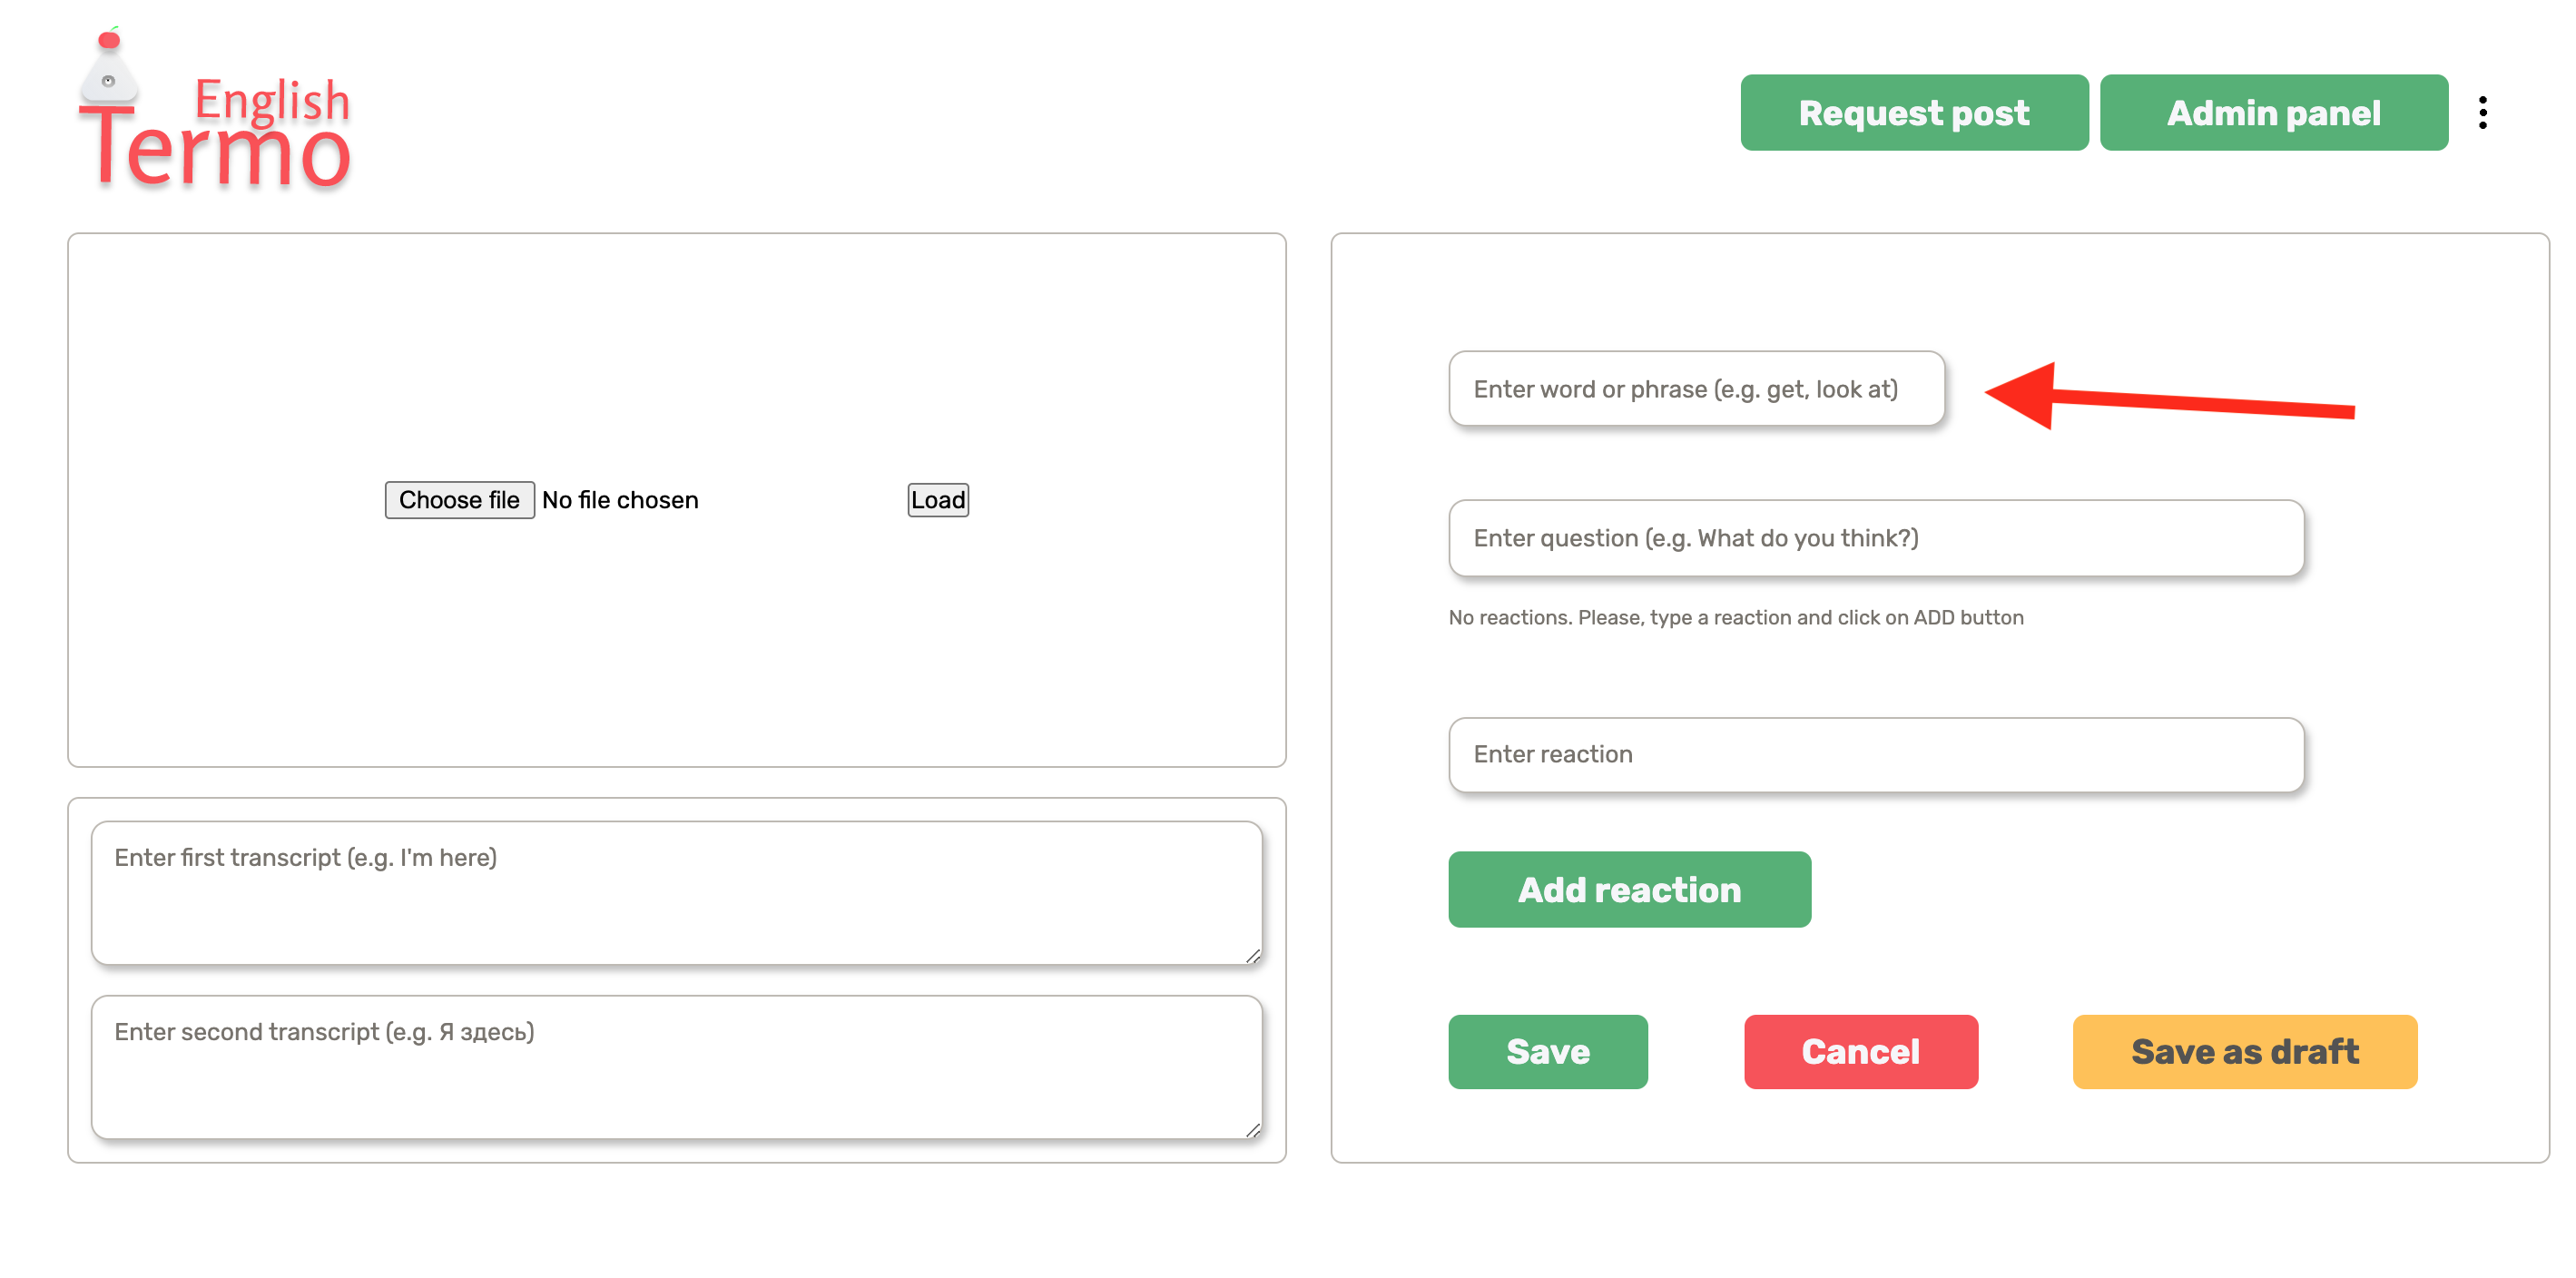 English
Termo
Request post
Admin panel
Choose file No file chosen
Load
Enter first transcript (e.g. I'm here)
Enter second transcript (e.g. Я здесь)
Enter word or phrase (e.g. get, look at)
Enter question (e.g. What do you think?)
No reactions. Please, type a reaction and click on ADD button
Enter reaction
Add reaction
Save
Cancel
Save as draft